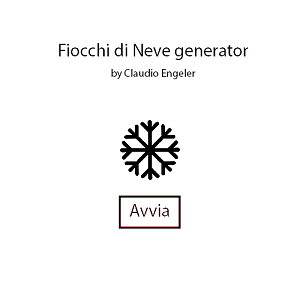 Fiocchi di Neve generator
by Claudio Engeler
Avvia